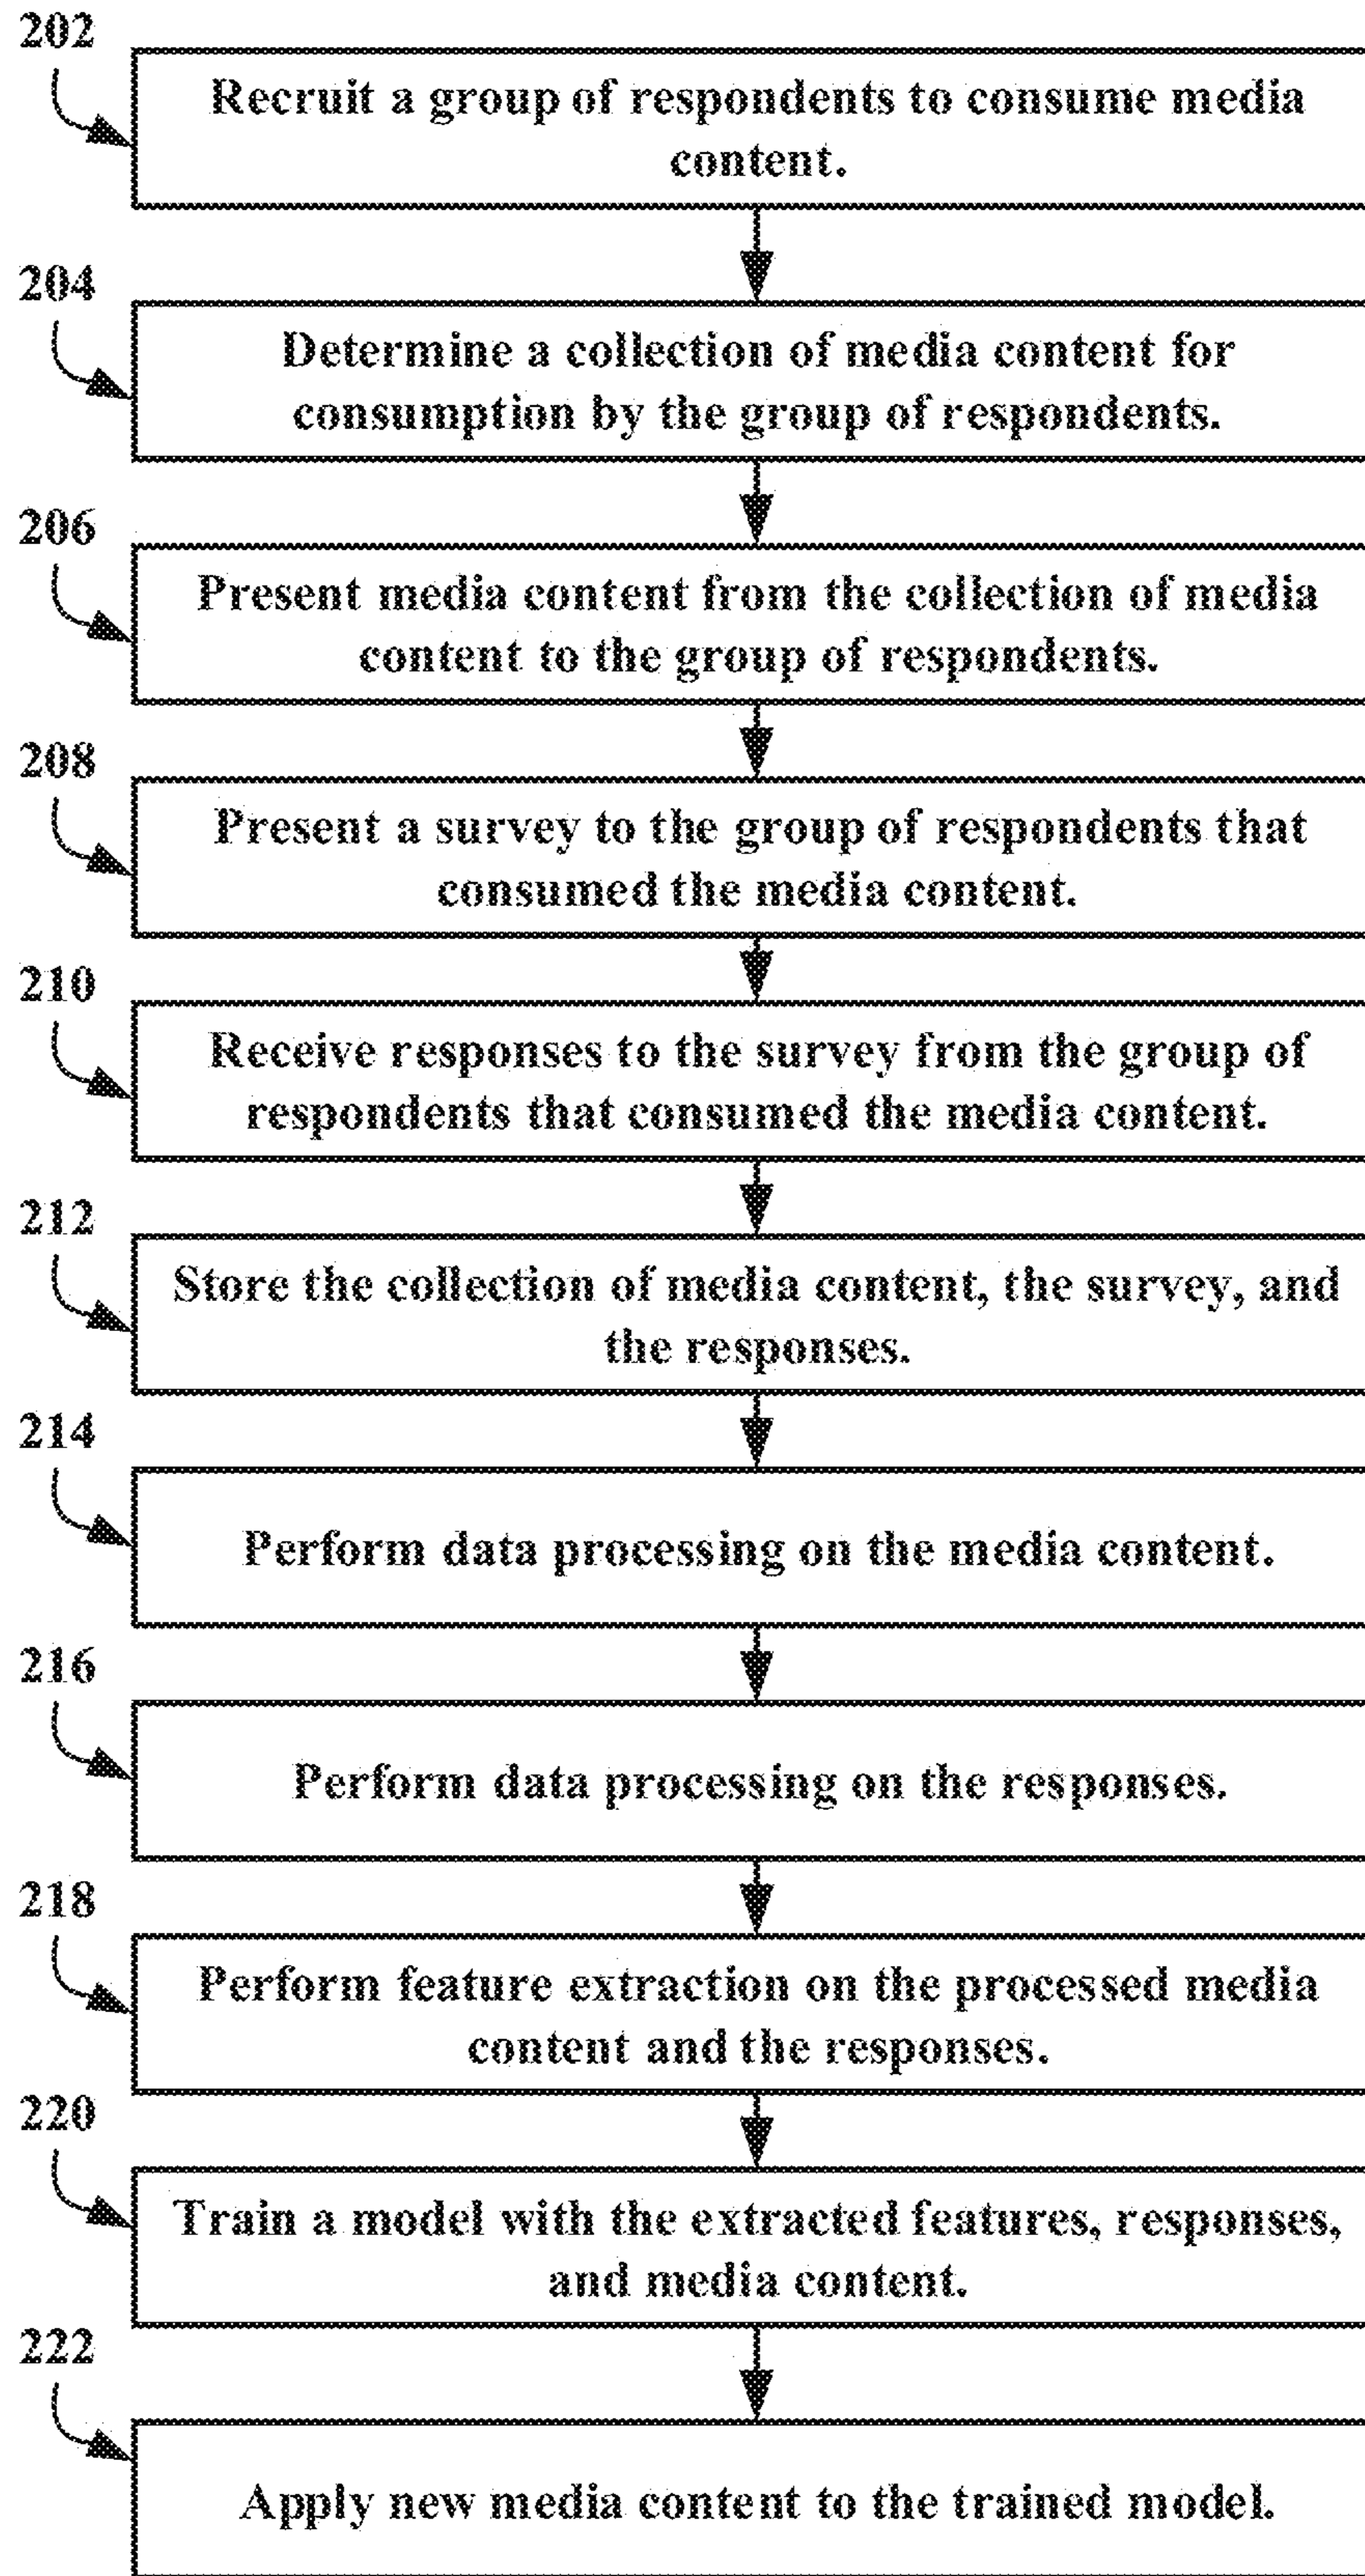 202
Recruit a group of respondents to consume media
content.
204
Determine a collection of media content for
consumption by the group of respondents.
206
Present media content from the collection of media
content to the group of respondents.
208
Present a survey to the group of respondents that
consumed the media content.
210
Receive responses to the survey from the group of
respondents that consumed the media content.
212
Store the collection of media content, the survey, and
the responses.
214
Perform data processing on the media content.
216
Perform data processing on the responses.
218
Perform feature extraction on the processed media
content and the responses.
220
Train a model with the extracted features, responses,
and media content.
222
Apply new media content to the trained model.